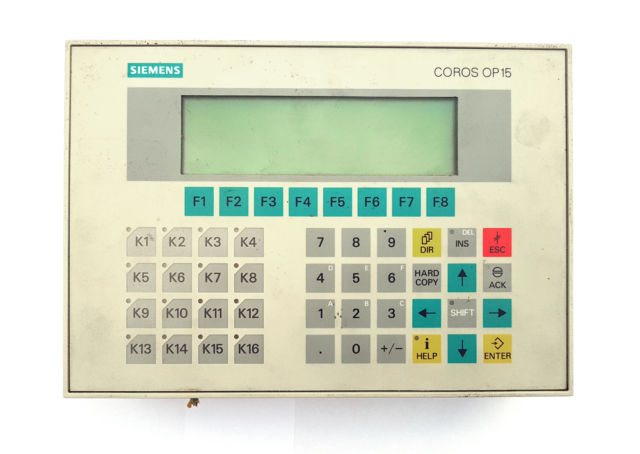 SIEMENS COROS OP15
F1 F2 F3 F4 F5 F6 F7 F8
K1 K2 K3 K4 7 8 9 DIR DEL INS ESC
K5 K6 K7 K8 4 D 5 E 6 F HARD COPY ACK
K9 K10 K11 K12 1 A 2 B 3 C SHIFT
K13 K14 K15 K16 . 0 +/− i HELP ENTER